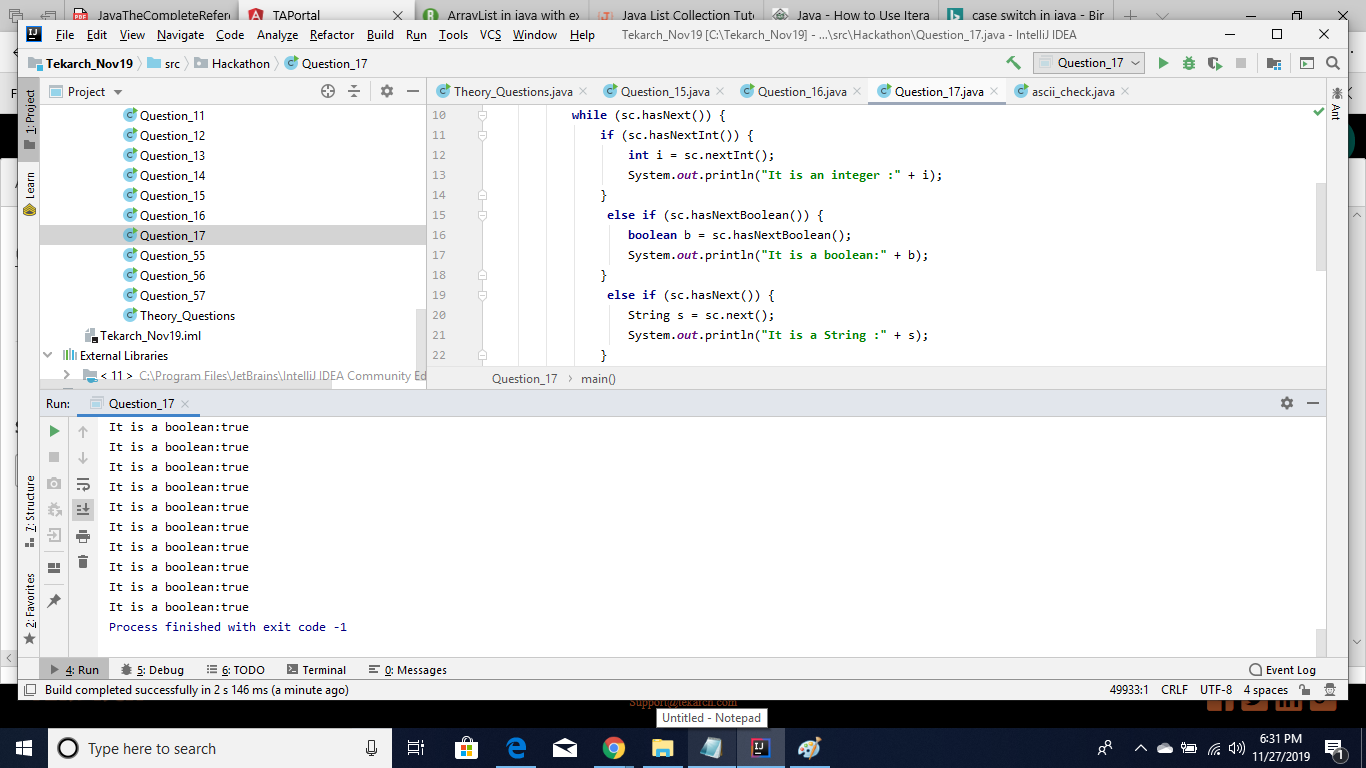 JavaTheCompleteRefere
TAPortal
ArrayList in java with ex
Java List Collection Tuto
Java - How to Use Itera
case switch in java - Bin
File Edit View Navigate Code Analyze Refactor Build Run Tools VCS Window Help Tekarch_Nov19 [C:\Tekarch_Nov19] - ...\src\Hackathon\Question_17.java - IntelliJ IDEA
Tekarch_Nov19 src Hackathon Question_17
Question_17
Project
Theory_Questions.java Question_15.java Question_16.java Question_17.java ascii_check.java
1: Project
Learn
Ant
Question_11
Question_12
Question_13
Question_14
Question_15
Question_16
Question_17
Question_55
Question_56
Question_57
Theory_Questions
Tekarch_Nov19.iml
External Libraries
< 11 > C:\Program Files\JetBrains\IntelliJ IDEA Community Ed
10 while (sc.hasNext()) {
11 if (sc.hasNextInt()) {
12 int i = sc.nextInt();
13 System.out.println("It is an integer :" + i);
14 }
15 else if (sc.hasNextBoolean()) {
16 boolean b = sc.hasNextBoolean();
17 System.out.println("It is a boolean:" + b);
18 }
19 else if (sc.hasNext()) {
20 String s = sc.next();
21 System.out.println("It is a String :" + s);
22 }
Question_17 main()
Run: Question_17
It is a boolean:true
It is a boolean:true
It is a boolean:true
It is a boolean:true
It is a boolean:true
It is a boolean:true
It is a boolean:true
It is a boolean:true
It is a boolean:true
It is a boolean:true
Process finished with exit code -1
7: Structure
2: Favorites
4: Run 5: Debug 6: TODO Terminal 0: Messages Event Log
Build completed successfully in 2 s 146 ms (a minute ago) 49933:1 CRLF UTF-8 4 spaces
Support@tekarch.com
Untitled - Notepad
Type here to search
6:31 PM
11/27/2019
1